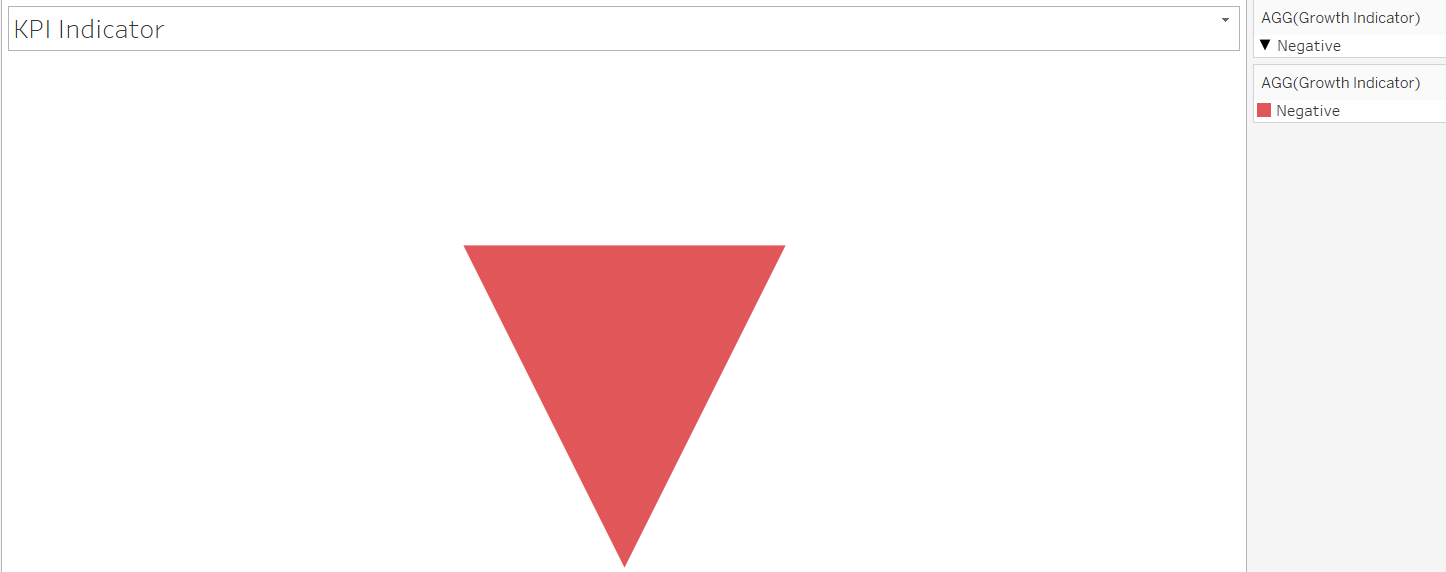 KPI Indicator
AGG(Growth Indicator)
Negative
AGG(Growth Indicator)
Negative